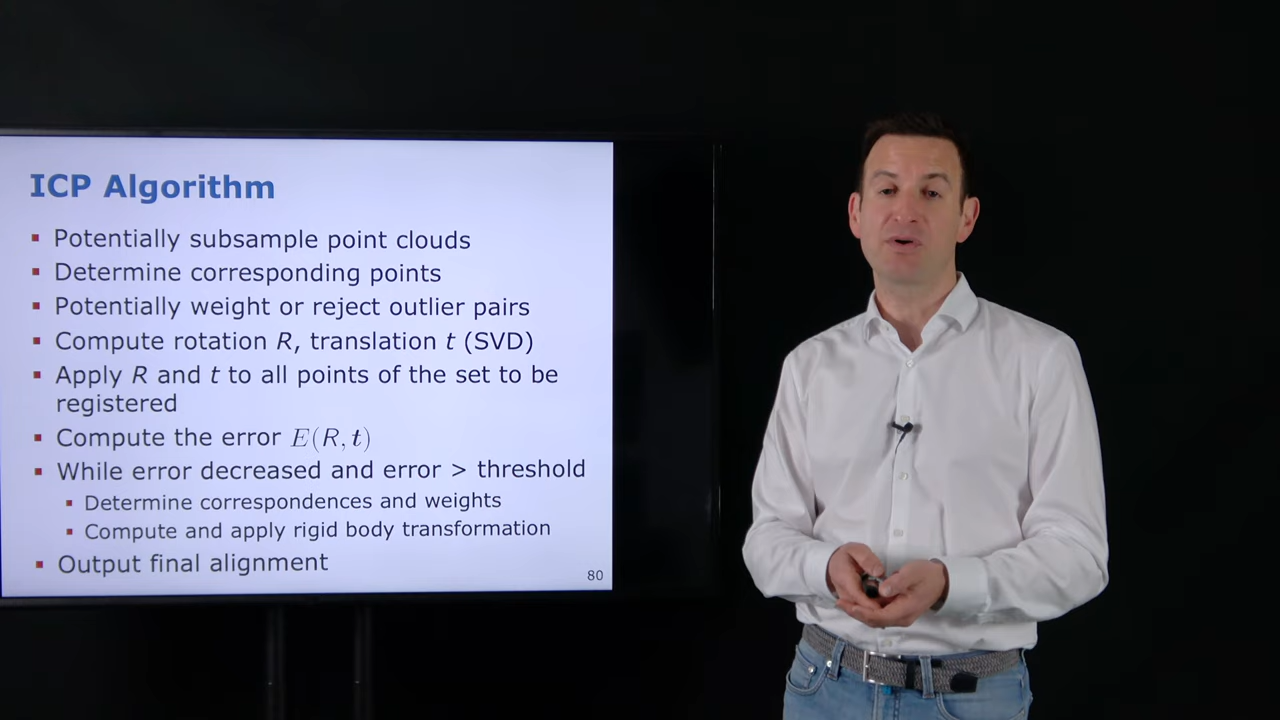 ICP Algorithm
Potentially subsample point clouds
Determine corresponding points
Potentially weight or reject outlier pairs
Compute rotation R, translation t (SVD)
Apply R and t to all points of the set to be
registered
Compute the error E(R, t)
While error decreased and error > threshold
Determine correspondences and weights
Compute and apply rigid body transformation
Output final alignment
80